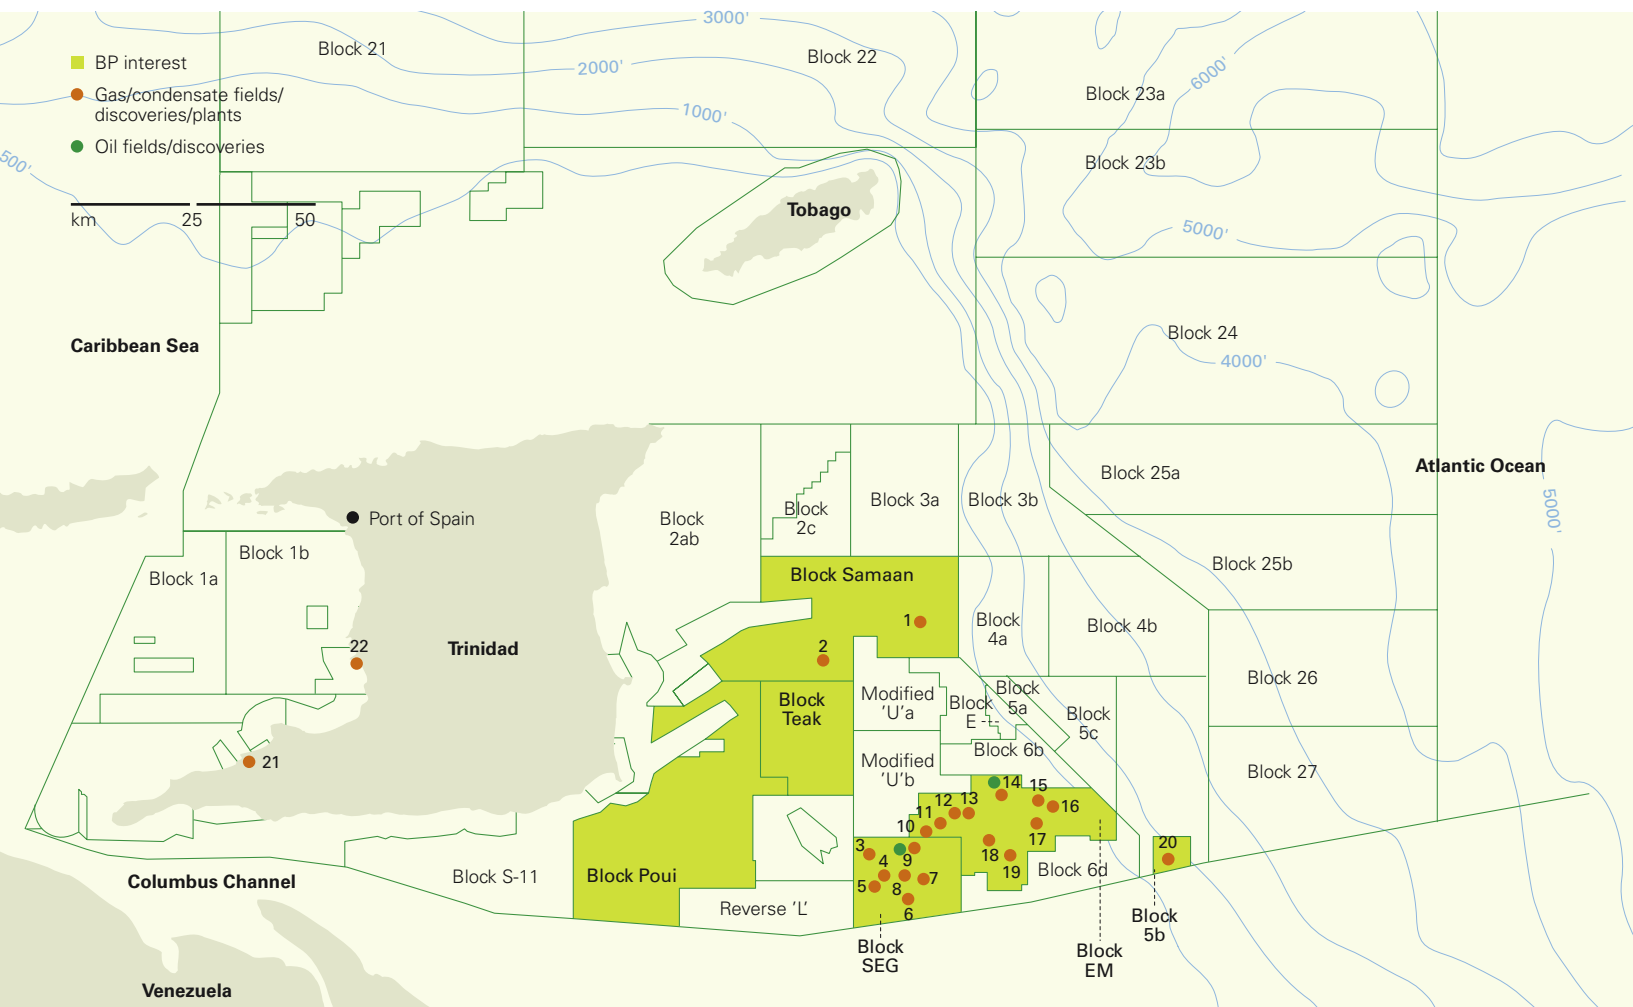 3000'
Block 21
Block 22
BP interest
2000'
6000'
Gas/condensate fields/
discoveries/plants
Block 23a
1000'
Oil fields/discoveries
500'
Block 23b
km
25
50
Tobago
5000'
Block 24
Caribbean Sea
4000'
Atlantic Ocean
Block 25a
Block 3a
Block 3b
Block
2c
5000'
Port of Spain
Block
2ab
Block 1b
Block 25b
Block 1a
Block Samaan
1
Block
4a
Block 4b
22
Trinidad
2
Block 26
Block
5a
Modified
'U'a
Block
E
Block
Teak
Block
5c
Block 6b
21
Modified
'U'b
Block 27
14
15
12
13
16
11
10
17
3
20
4
9
18
19
Block 6d
Block S-11
Block Poui
5
8
7
Columbus Channel
Reverse 'L'
6
Block
5b
Block
SEG
Block
EM
Venezuela